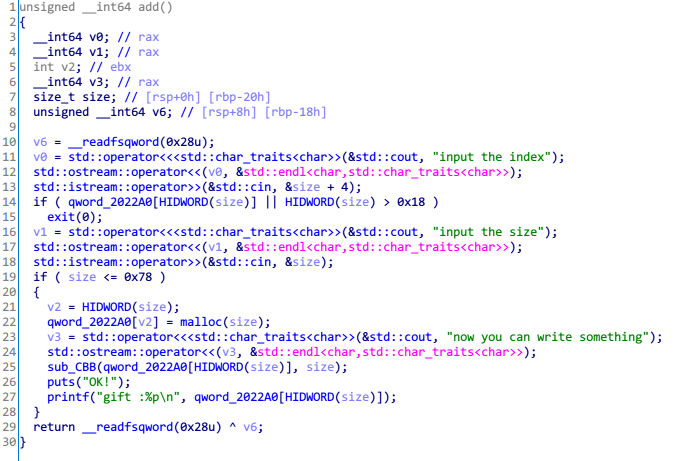 1 unsigned __int64 add()
2 {
3 __int64 v0; // rax
4 __int64 v1; // rax
5 int v2; // ebx
6 __int64 v3; // rax
7 size_t size; // [rsp+0h] [rbp-20h]
8 unsigned __int64 v6; // [rsp+8h] [rbp-18h]
9
10 v6 = __readfsqword(0x28u);
11 v0 = std::operator<<<std::char_traits<char>>(&std::cout, "input the index");
12 std::ostream::operator<<(v0, &std::endl<char,std::char_traits<char>>);
13 std::istream::operator>>(&std::cin, &size + 4);
14 if ( qword_2022A0[HIDWORD(size)] || HIDWORD(size) > 0x18 )
15 exit(0);
16 v1 = std::operator<<<std::char_traits<char>>(&std::cout, "input the size");
17 std::ostream::operator<<(v1, &std::endl<char,std::char_traits<char>>);
18 std::istream::operator>>(&std::cin, &size);
19 if ( size <= 0x78 )
20 {
21 v2 = HIDWORD(size);
22 qword_2022A0[v2] = malloc(size);
23 v3 = std::operator<<<std::char_traits<char>>(&std::cout, "now you can write something");
24 std::ostream::operator<<(v3, &std::endl<char,std::char_traits<char>>);
25 sub_CBB(qword_2022A0[HIDWORD(size)], size);
26 puts("OK!");
27 printf("gift :%p\n", qword_2022A0[HIDWORD(size)]);
28 }
29 return __readfsqword(0x28u) ^ v6;
30 }